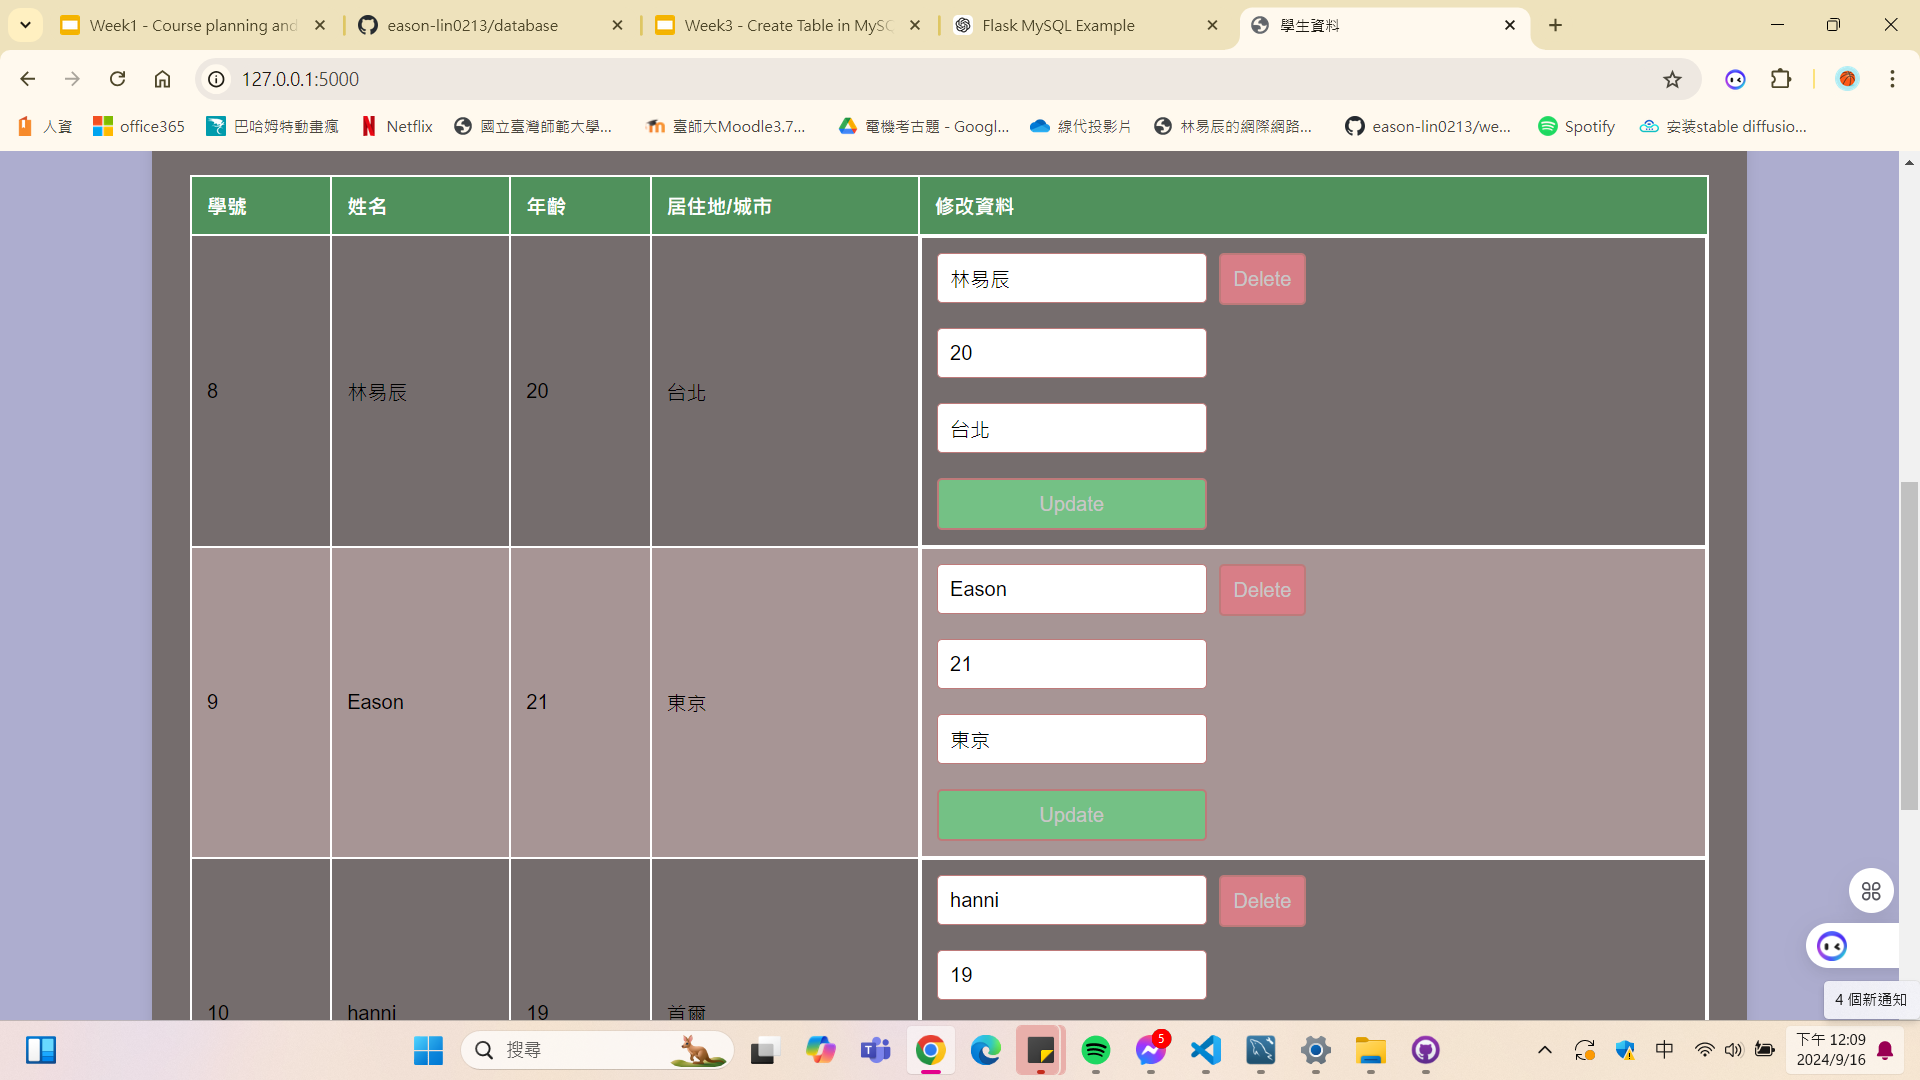 Week1 - Course planning and
eason-lin0213/database
Week3 - Create Table in MySQ
Flask MySQL Example
學生資料
127.0.0.1:5000
人資
office365
巴哈姆特動畫瘋
Netflix
國立臺灣師範大學...
臺師大Moodle3.7...
電機考古題 - Googl...
線代投影片
林易辰的網際網路...
eason-lin0213/we...
Spotify
安装stable diffusio...
學號 姓名 年齡 居住地/城市 修改資料
林易辰 Delete
20
8 林易辰 20 台北
台北
Update
Eason Delete
21
9 Eason 21 東京
東京
Update
hanni Delete
19
10 hanni 19 首爾
4 個新通知
搜尋
5
中
下午 12:09
2024/9/16